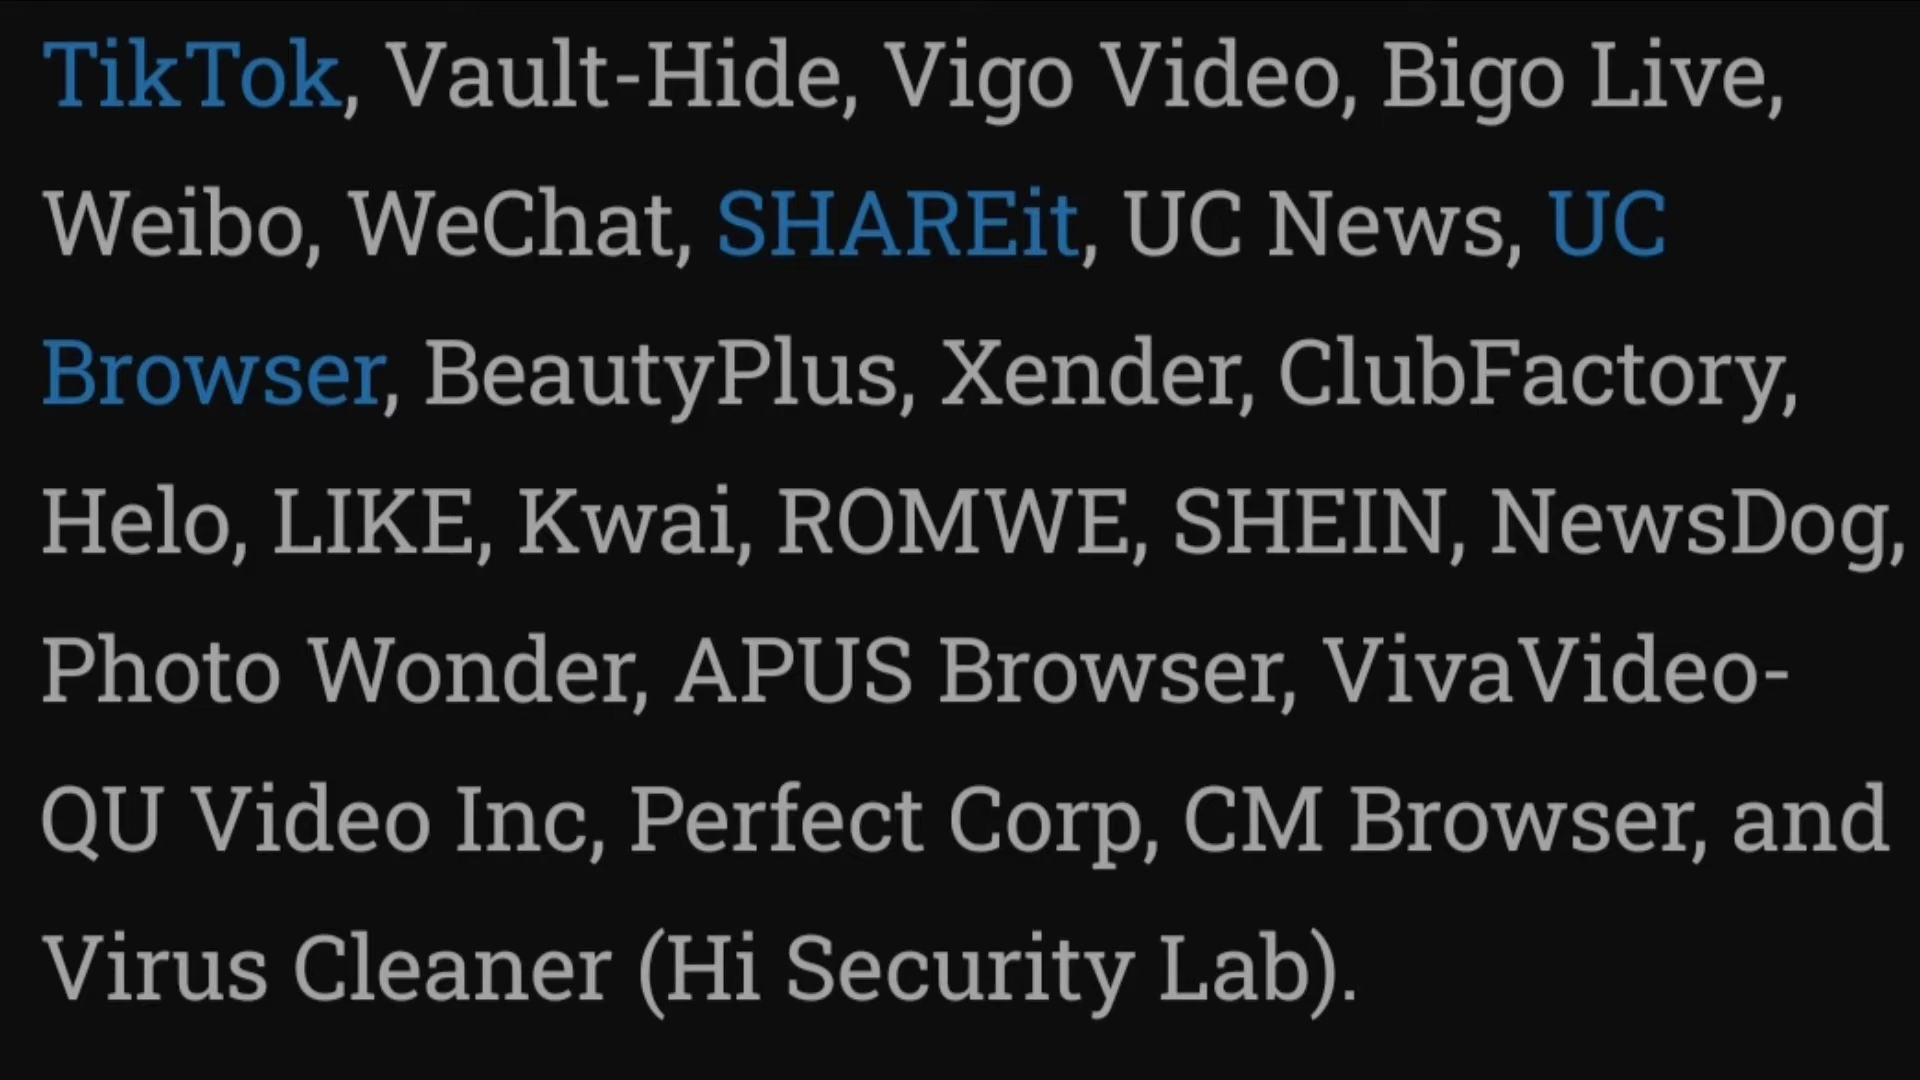 TikTok, Vault-Hide, Vigo Video, Bigo Live,
Weibo, WeChat, SHAREit, UC News, UC
Browser, BeautyPlus, Xender, ClubFactory,
Helo, LIKE, Kwai, ROMWE, SHEIN, NewsDog,
Photo Wonder, APUS Browser, VivaVideo-
QU Video Inc, Perfect Corp, CM Browser, and
Virus Cleaner (Hi Security Lab).